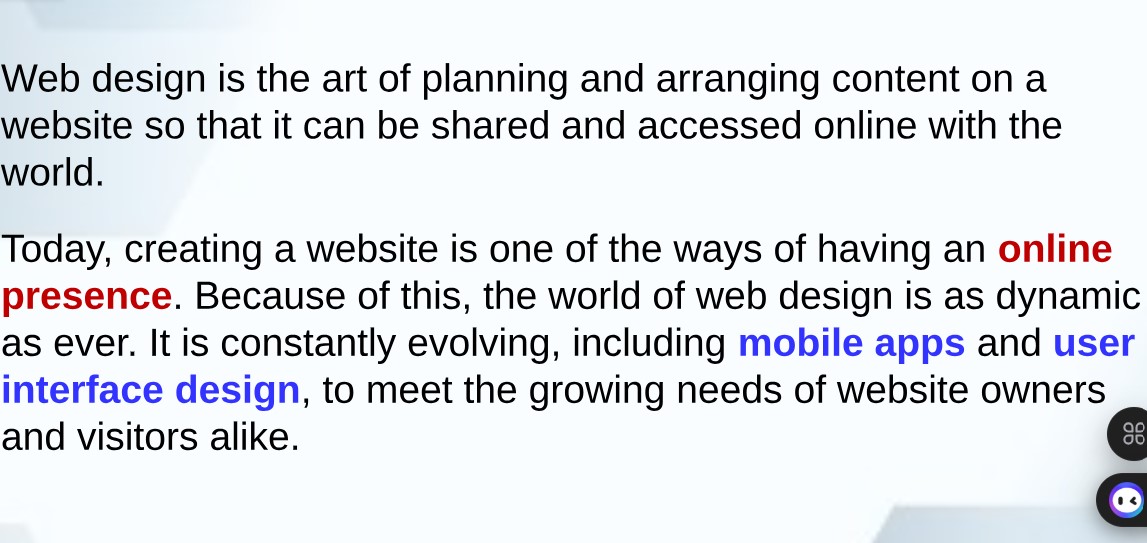 Web design is the art of planning and arranging content on a
website so that it can be shared and accessed online with the
world.
Today, creating a website is one of the ways of having an online
presence. Because of this, the world of web design is as dynamic
as ever. It is constantly evolving, including mobile apps and user
interface design, to meet the growing needs of website owners
and visitors alike.